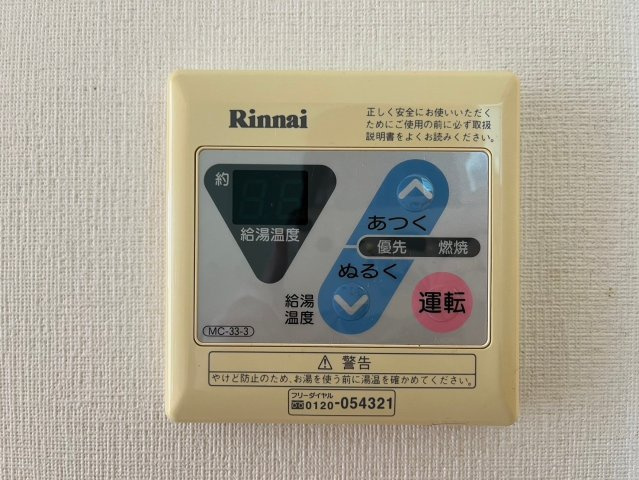 Rinnai
正しく安全にお使いいただく
ためにご使用の前に必ず取扱
説明書をよくお読みください。
約
給湯温度
あつく
優先 燃焼
ぬるく
給湯
温度
運転
MC-33-3
⚠ 警告
やけど防止のため、お湯を使う前に湯温を確かめてください。
フリーダイヤル
0120-054321